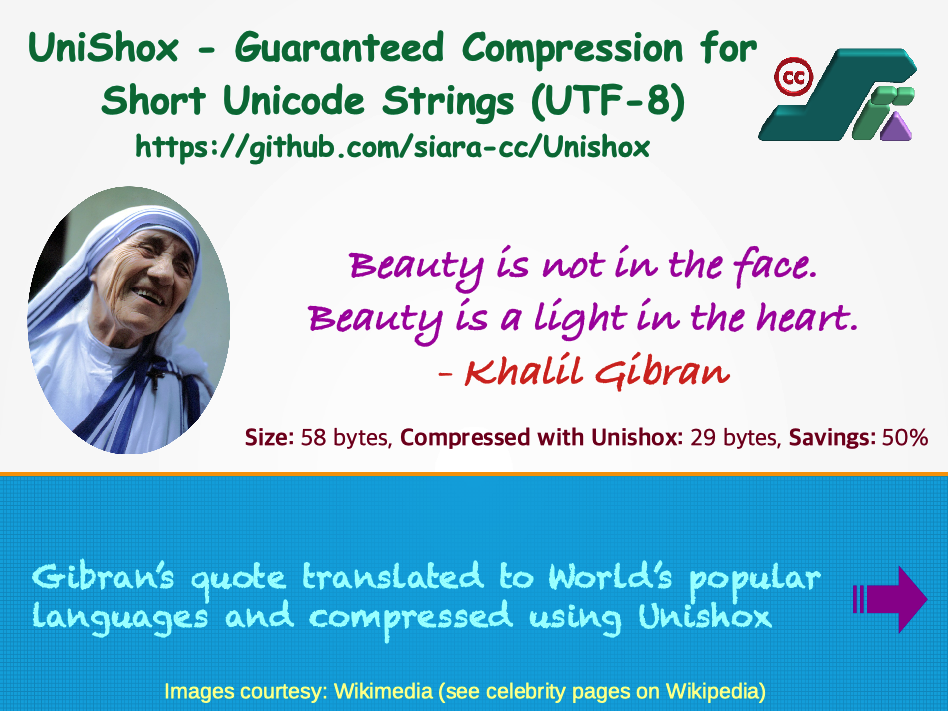 UniShox - Guaranteed Compression for
Short Unicode Strings (UTF-8)
https://github.com/siara-cc/Unishox
cc
Beauty is not in the face.
Beauty is a light in the heart.
- Khalil Gibran
Size: 58 bytes, Compressed with Unishox: 29 bytes, Savings: 50%
Gibran's quote translated to World's popular
languages and compressed using Unishox
Images courtesy: Wikimedia (see celebrity pages on Wikipedia)